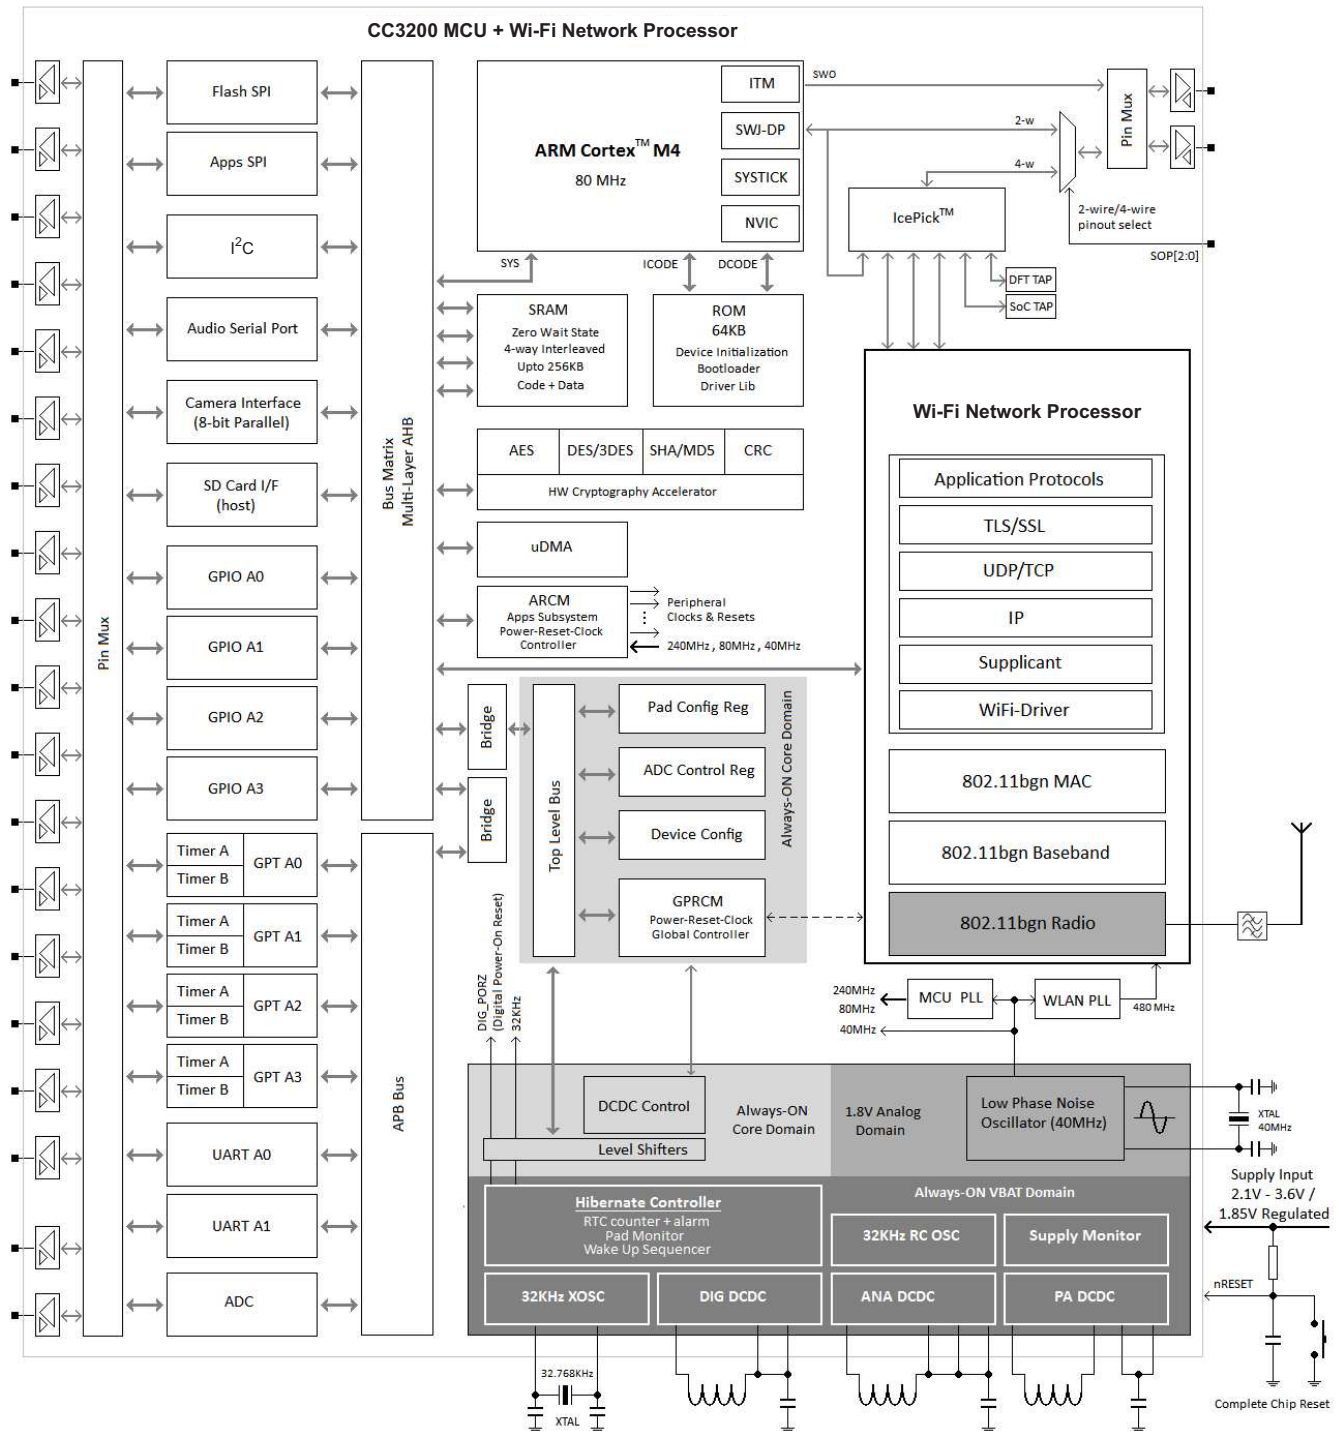 CC3200 MCU + Wi-Fi Network Processor
Pin Mux
Flash SPI
Apps SPI
I²C
Audio Serial Port
Camera Interface
(8-bit Parallel)
SD Card I/F
(host)
GPIO A0
GPIO A1
GPIO A2
GPIO A3
Timer A
Timer B
GPT A0
Timer A
Timer B
GPT A1
Timer A
Timer B
GPT A2
Timer A
Timer B
GPT A3
UART A0
UART A1
ADC
Bus Matrix
Multi-Layer AHB
APB Bus
ARM Cortex™ M4
80 MHz
ITM
SWJ-DP
SYSTICK
NVIC
SWO
2-w
4-w
Pin Mux
2-wire/4-wire
pinout select
SOP[2:0]
IcePick™
DFT TAP
SoC TAP
SYS
ICODE
DCODE
SRAM
Zero Wait State
4-way Interleaved
Upto 256KB
Code + Data
ROM
64KB
Device Initialization
Bootloader
Driver Lib
AES
DES/3DES
SHA/MD5
CRC
HW Cryptography Accelerator
uDMA
ARCM
Apps Subsystem
Power-Reset-Clock
Controller
Peripheral
Clocks & Resets
240MHz , 80MHz , 40MHz
Wi-Fi Network Processor
Application Protocols
TLS/SSL
UDP/TCP
IP
Supplicant
WiFi-Driver
802.11bgn MAC
802.11bgn Baseband
802.11bgn Radio
Bridge
Bridge
Top Level Bus
Pad Config Reg
ADC Control Reg
Device Config
GPRCM
Power-Reset-Clock
Global Controller
Always-ON Core Domain
DIG_PORZ
(Digital Power-On Reset)
32KHz
240MHz
80MHz
40MHz
MCU PLL
WLAN PLL
480 MHz
DCDC Control
Level Shifters
Always-ON
Core Domain
1.8V Analog
Domain
Low Phase Noise
Oscillator (40MHz)
XTAL
40MHz
Hibernate Controller
RTC counter + alarm
Pad Monitor
Wake Up Sequencer
Always-ON VBAT Domain
32KHz RC OSC
Supply Monitor
32KHz XOSC
DIG DCDC
ANA DCDC
PA DCDC
Supply Input
2.1V - 3.6V /
1.85V Regulated
nRESET
Complete Chip Reset
32.768KHz
XTAL